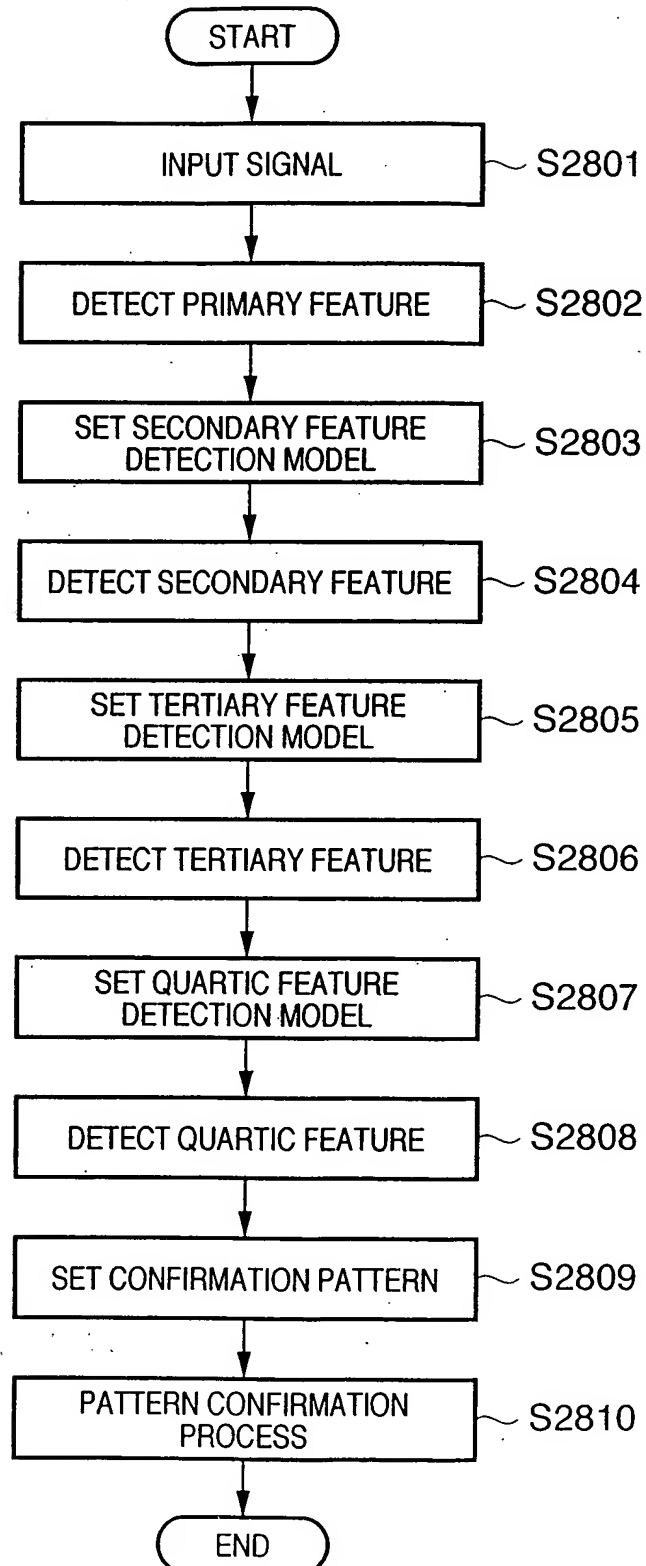 START
INPUT SIGNAL
S2801
DETECT PRIMARY FEATURE
S2802
SET SECONDARY FEATURE
DETECTION MODEL
S2803
DETECT SECONDARY FEATURE
S2804
SET TERTIARY FEATURE
DETECTION MODEL
S2805
DETECT TERTIARY FEATURE
S2806
SET QUARTIC FEATURE
DETECTION MODEL
S2807
DETECT QUARTIC FEATURE
S2808
SET CONFIRMATION PATTERN
S2809
PATTERN CONFIRMATION
PROCESS
S2810
END